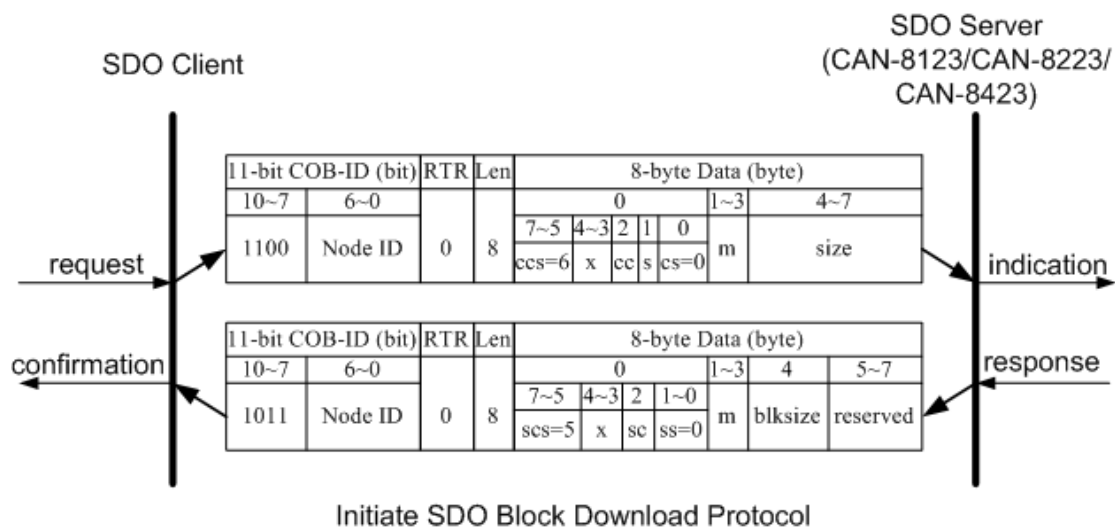 SDO Client
SDO Server
(CAN-8123/CAN-8223/
CAN-8423)
11-bit COB-ID (bit) RTR Len 8-byte Data (byte)
10~7 6~0 0 1~3 4~7
7~5 4~3 2 1 0
1100 Node ID 0 8 ccs=6 x cc s cs=0 m size
request
indication
11-bit COB-ID (bit) RTR Len 8-byte Data (byte)
confirmation
response
10~7 6~0 0 1~3 4 5~7
7~5 4~3 2 1~0
1011 Node ID 0 8 scs=5 x sc ss=0 m blksize reserved
Initiate SDO Block Download Protocol